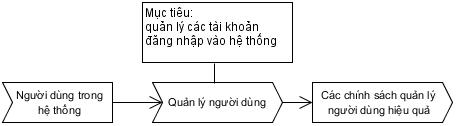 Mục tiêu:
quản lý các tài khoản
đăng nhập vào hệ thống
Người dùng trong
hệ thống
Quản lý người dùng
Các chính sách quản lý
người dùng hiệu quả